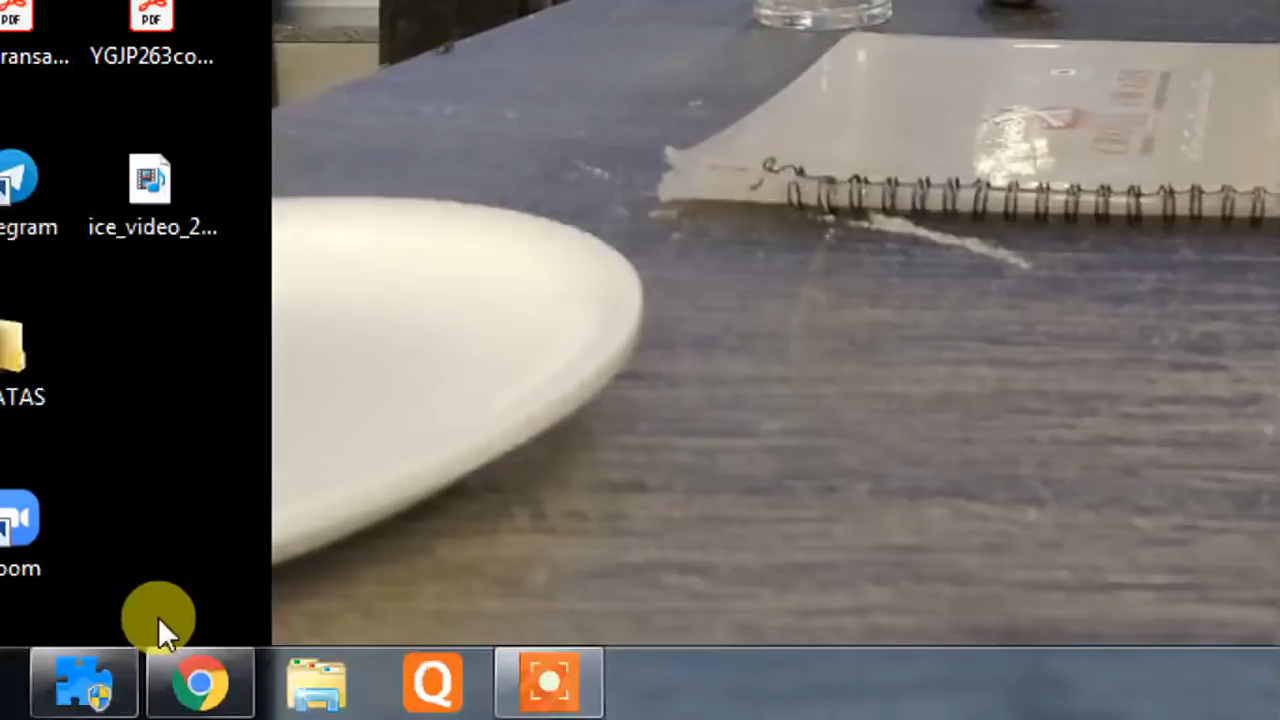 PDF
PDF
ransa...
YGJP263co...
egram
ice_video_2...
ATAS
oom
Q